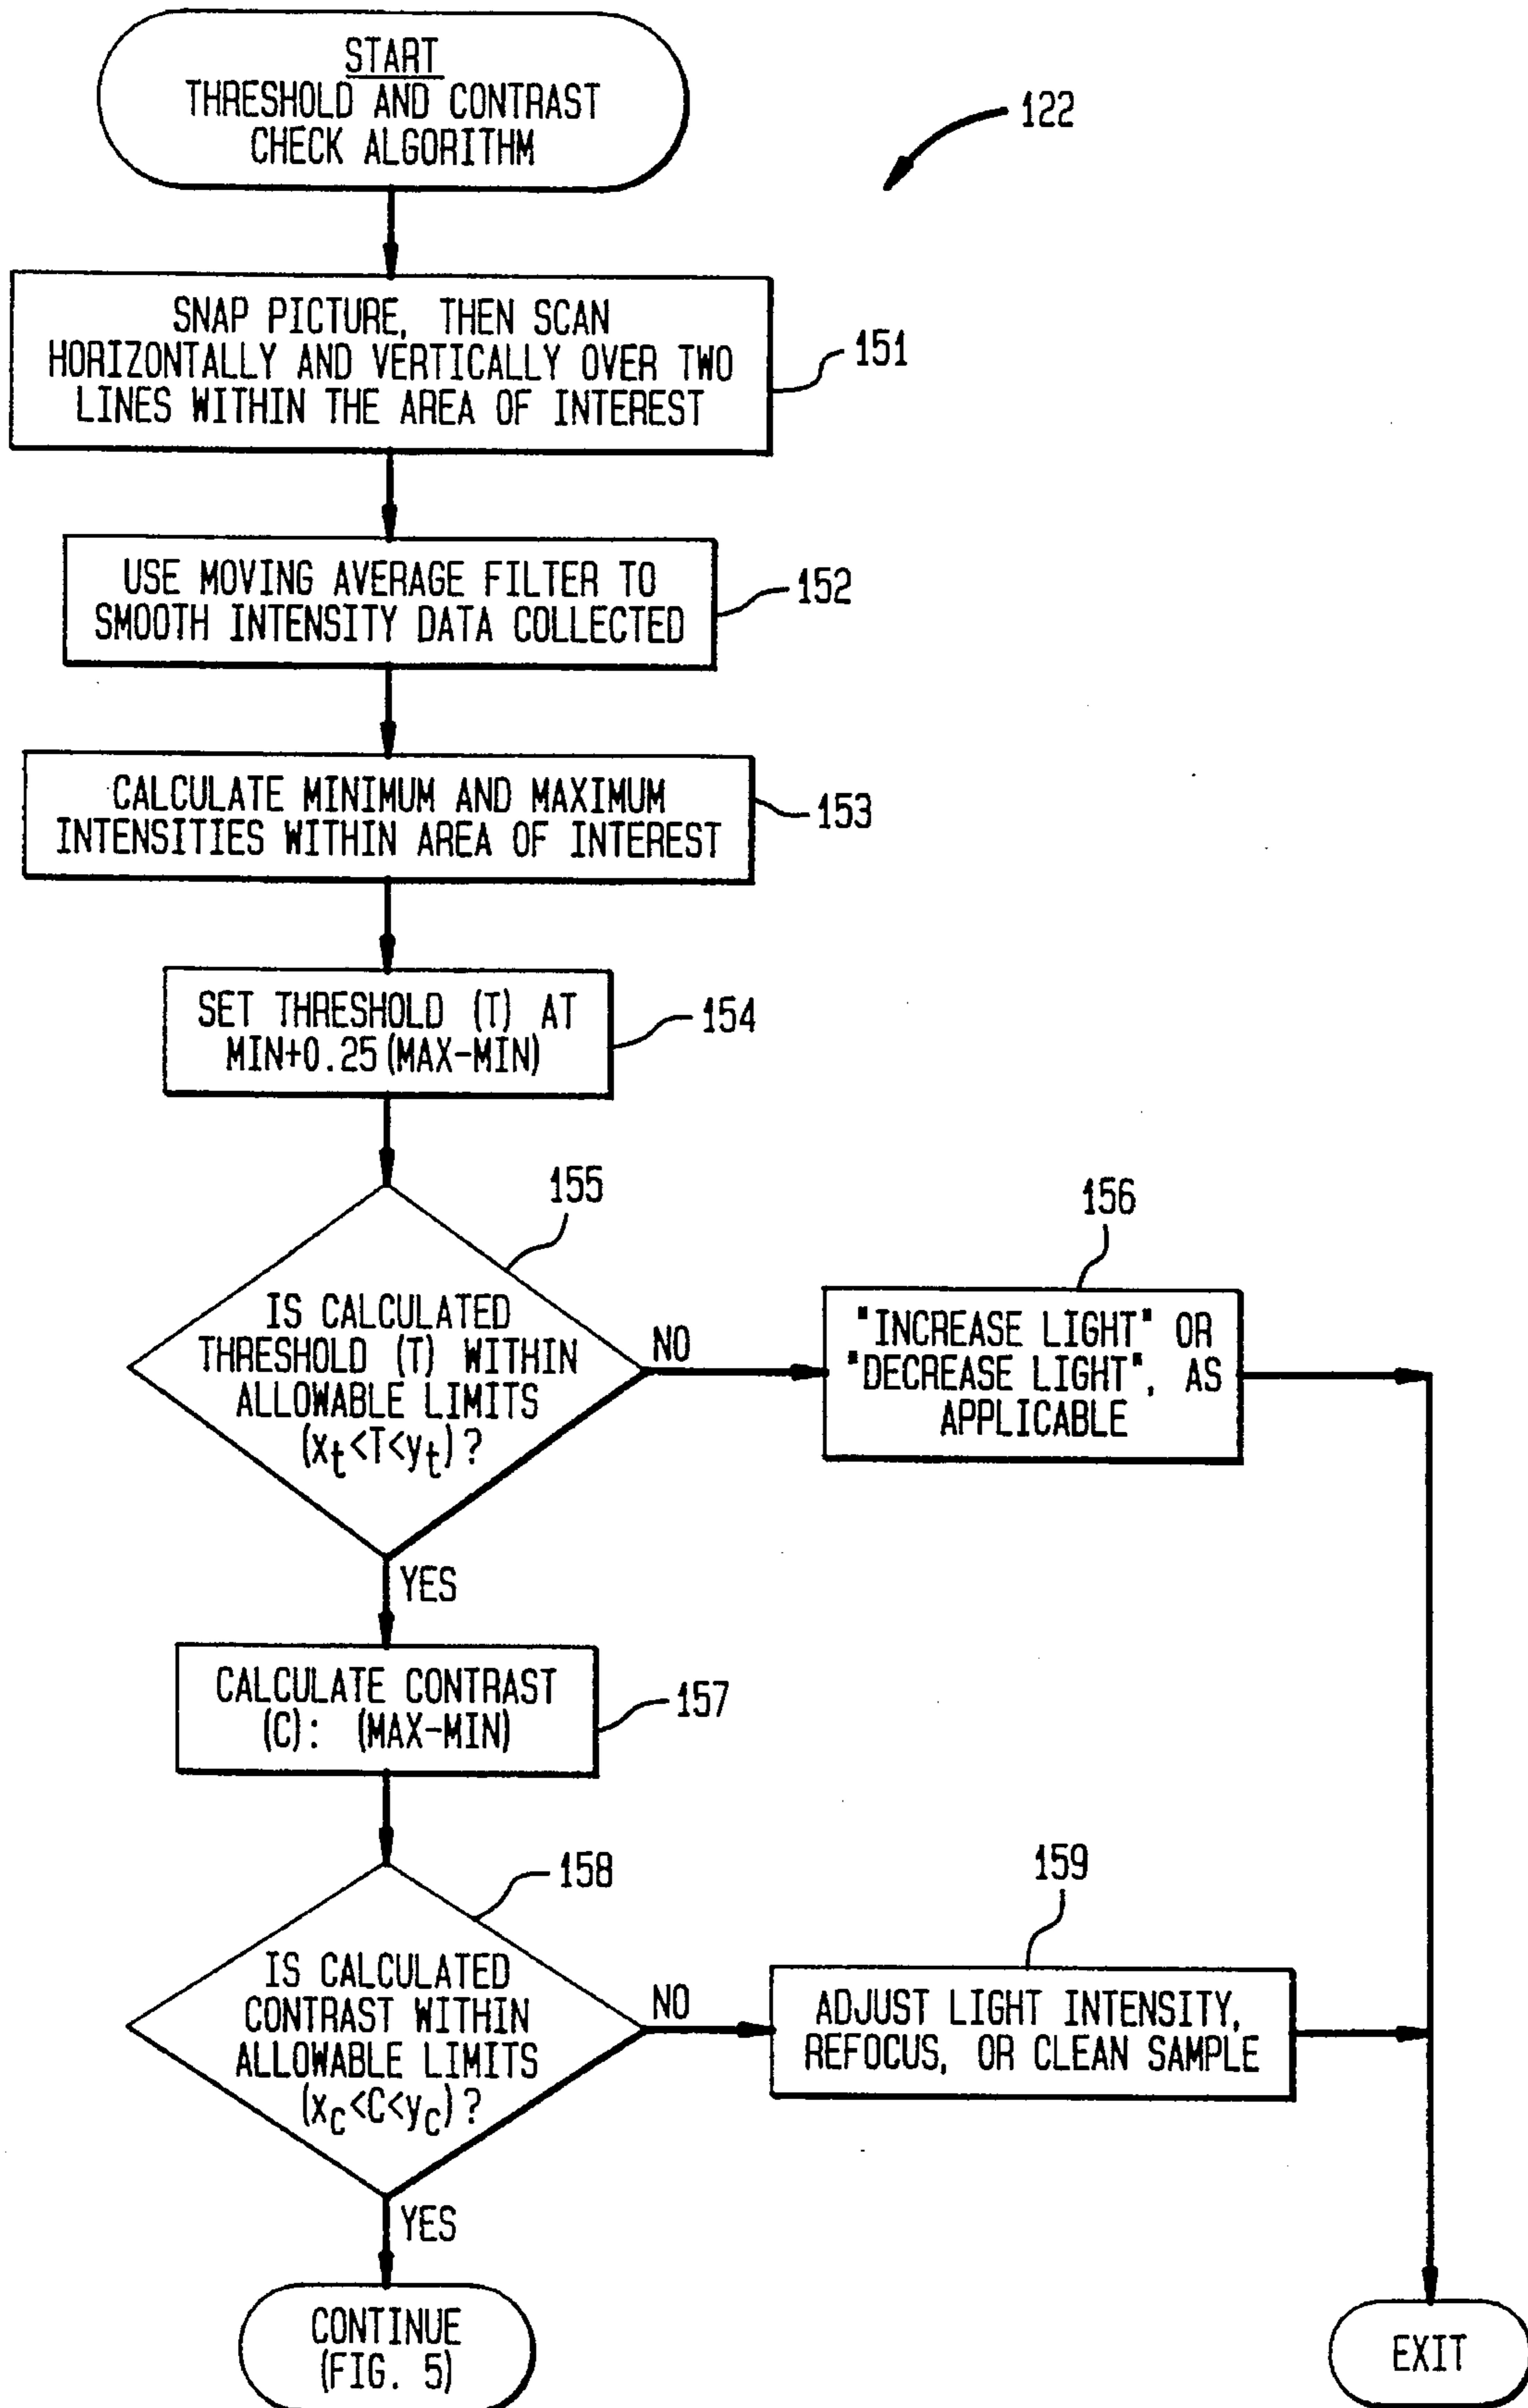 START
THRESHOLD AND CONTRAST
CHECK ALGORITHM
122
SNAP PICTURE, THEN SCAN
HORIZONTALLY AND VERTICALLY OVER TWO
LINES WITHIN THE AREA OF INTEREST
151
USE MOVING AVERAGE FILTER TO
SMOOTH INTENSITY DATA COLLECTED
152
CALCULATE MINIMUM AND MAXIMUM
INTENSITIES WITHIN AREA OF INTEREST
153
SET THRESHOLD (T) AT
MIN+0.25(MAX-MIN)
154
155
IS CALCULATED
THRESHOLD (T) WITHIN
ALLOWABLE LIMITS
(xt<T<yt)?
NO
156
"INCREASE LIGHT" OR
"DECREASE LIGHT", AS
APPLICABLE
YES
CALCULATE CONTRAST
(C): (MAX-MIN)
157
158
IS CALCULATED
CONTRAST WITHIN
ALLOWABLE LIMITS
(xc<C<yc)?
NO
159
ADJUST LIGHT INTENSITY,
REFOCUS, OR CLEAN SAMPLE
YES
CONTINUE
(FIG. 5)
EXIT